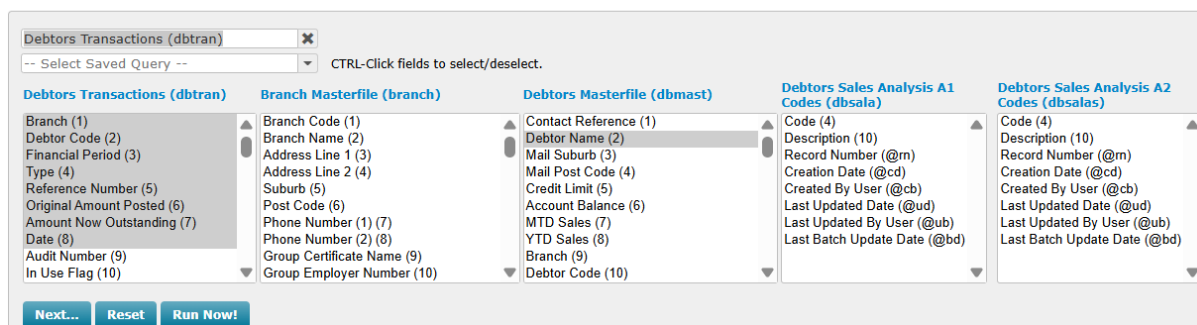 Debtors Transactions (dbtran) ✖
-- Select Saved Query -- CTRL-Click fields to select/deselect.
Debtors Transactions (dbtran)
Branch (1)
Debtor Code (2)
Financial Period (3)
Type (4)
Reference Number (5)
Original Amount Posted (6)
Amount Now Outstanding (7)
Date (8)
Audit Number (9)
In Use Flag (10)
Branch Masterfile (branch)
Branch Code (1)
Branch Name (2)
Address Line 1 (3)
Address Line 2 (4)
Suburb (5)
Post Code (6)
Phone Number (1) (7)
Phone Number (2) (8)
Group Certificate Name (9)
Group Employer Number (10)
Debtors Masterfile (dbmast)
Contact Reference (1)
Debtor Name (2)
Mail Suburb (3)
Mail Post Code (4)
Credit Limit (5)
Account Balance (6)
MTD Sales (7)
YTD Sales (8)
Branch (9)
Debtor Code (10)
Debtors Sales Analysis A1
Codes (dbsala)
Code (4)
Description (10)
Record Number (@rn)
Creation Date (@cd)
Created By User (@cb)
Last Updated Date (@ud)
Last Updated By User (@ub)
Last Batch Update Date (@bd)
Debtors Sales Analysis A2
Codes (dbsalas)
Code (4)
Description (10)
Record Number (@rn)
Creation Date (@cd)
Created By User (@cb)
Last Updated Date (@ud)
Last Updated By User (@ub)
Last Batch Update Date (@bd)
Next... Reset Run Now!